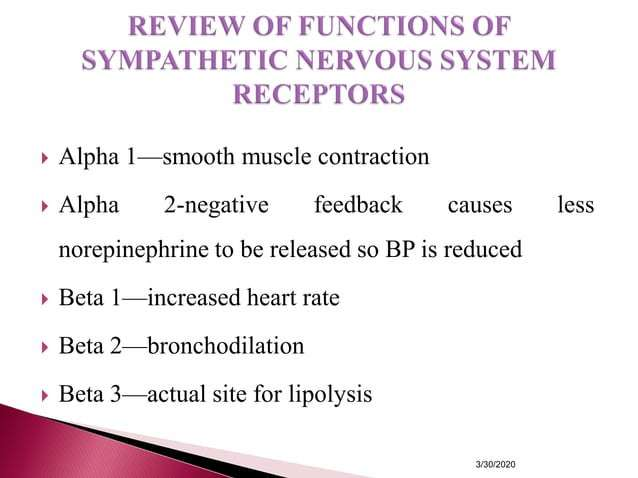 REVIEW OF FUNCTIONS OF
SYMPATHETIC NERVOUS SYSTEM
RECEPTORS
Alpha 1—smooth muscle contraction
Alpha 2-negative feedback causes less
norepinephrine to be released so BP is reduced
Beta 1—increased heart rate
Beta 2—bronchodilation
Beta 3—actual site for lipolysis
3/30/2020